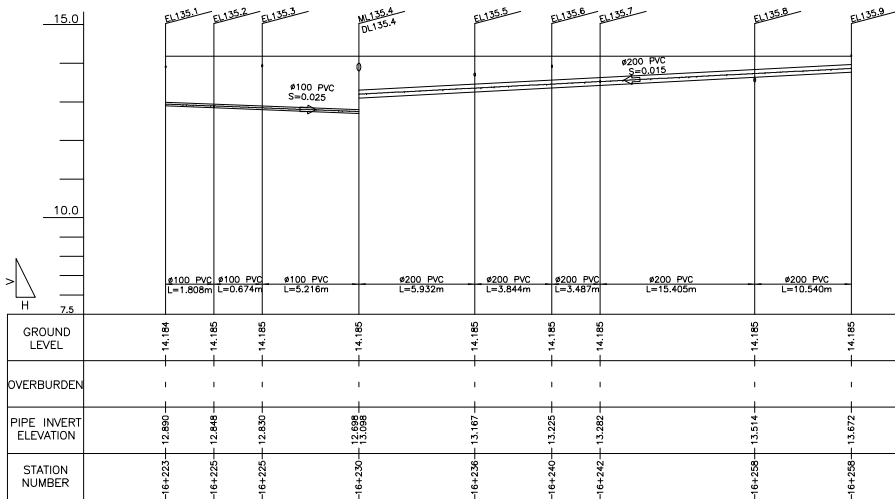 15.0
10.0
7.5
EL135.1
EL135.2
EL135.3
ML135.4
DL135.4
EL135.5
EL135.6
EL135.7
EL135.8
EL135.9
ø100 PVC
S=0.025
ø200 PVC
S=0.015
V
H
ø100 PVC
L=1.808m
ø100 PVC
L=0.674m
ø100 PVC
L=5.216m
ø200 PVC
L=5.932m
ø200 PVC
L=3.844m
ø200 PVC
L=3.487m
ø200 PVC
L=15.405m
ø200 PVC
L=10.540m
GROUND
LEVEL
14.184
14.185
14.185
14.185
14.185
14.185
14.185
14.185
OVERBURDEN
- - - - - - - - -
PIPE INVERT
ELEVATION
12.890
12.848
12.830
12.698
13.098
13.167
13.225
13.282
13.514
13.672
STATION
NUMBER
-16+223
-16+225
-16+225
-16+230
-16+236
-16+240
-16+242
-16+258
-16+258